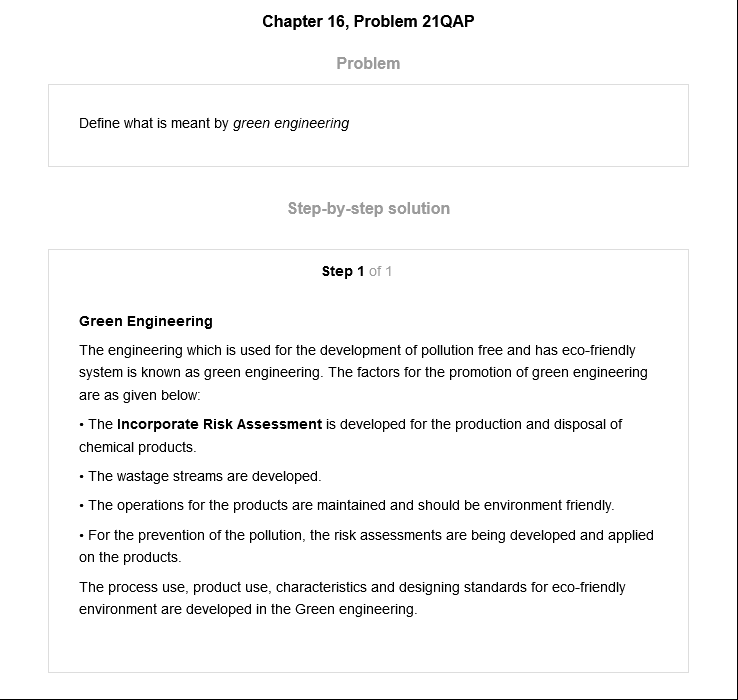 Chapter 16, Problem 21QAP
Problem
Define what is meant by green engineering
Step-by-step solution
Step 1 of 1
Green Engineering
The engineering which is used for the development of pollution free and has eco-friendly
system is known as green engineering. The factors for the promotion of green engineering
are as given below:
• The Incorporate Risk Assessment is developed for the production and disposal of
chemical products.
• The wastage streams are developed.
• The operations for the products are maintained and should be environment friendly.
• For the prevention of the pollution, the risk assessments are being developed and applied
on the products.
The process use, product use, characteristics and designing standards for eco-friendly
environment are developed in the Green engineering.